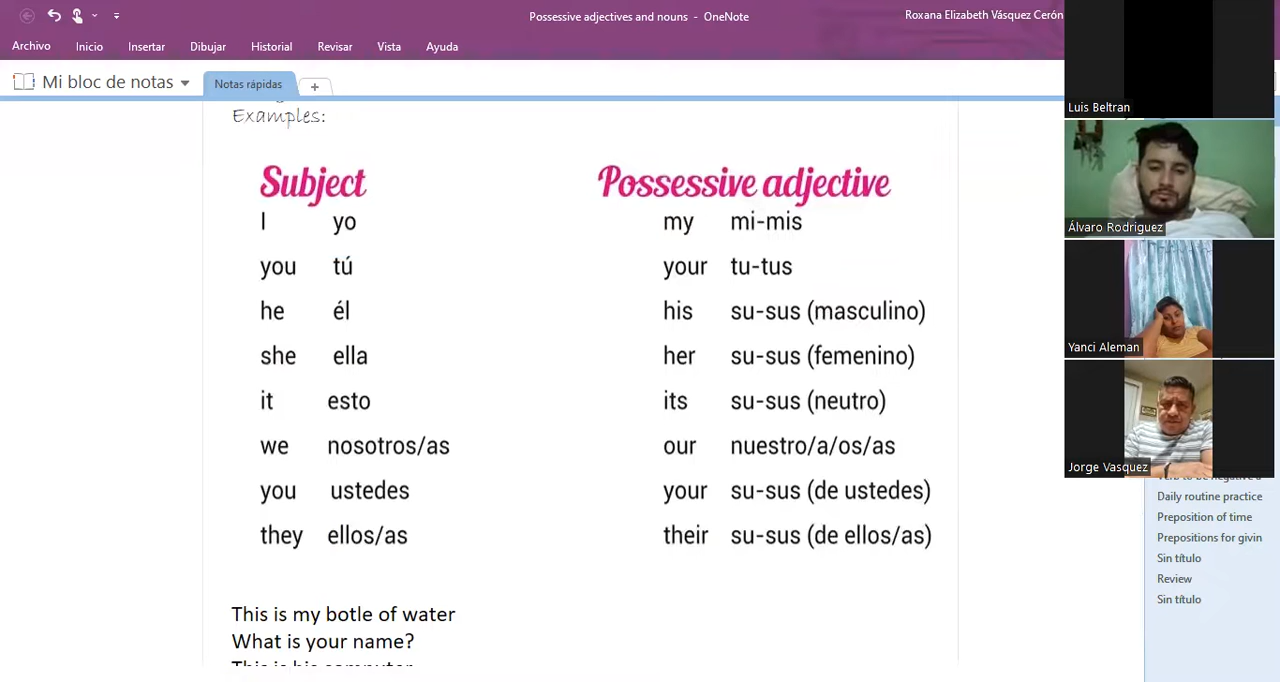 Possessive adjectives and nouns - OneNote
Roxana Elizabeth Vásquez Cerón
Archivo Inicio Insertar Dibujar Historial Revisar Vista Ayuda
Mi bloc de notas
Notas rápidas
+
Examples:
Subject Possessive adjective
I yo my mi-mis
you tú your tu-tus
he él his su-sus (masculino)
she ella her su-sus (femenino)
it esto its su-sus (neutro)
we nosotros/as our nuestro/a/os/as
you ustedes your su-sus (de ustedes)
they ellos/as their su-sus (de ellos/as)
This is my botle of water
What is your name?
This is his computer
Luis Beltran
Álvaro Rodríguez
Yanci Aleman
Jorge Vasquez
Daily routine practice
Preposition of time
Prepositions for givin
Sin título
Review
Sin título